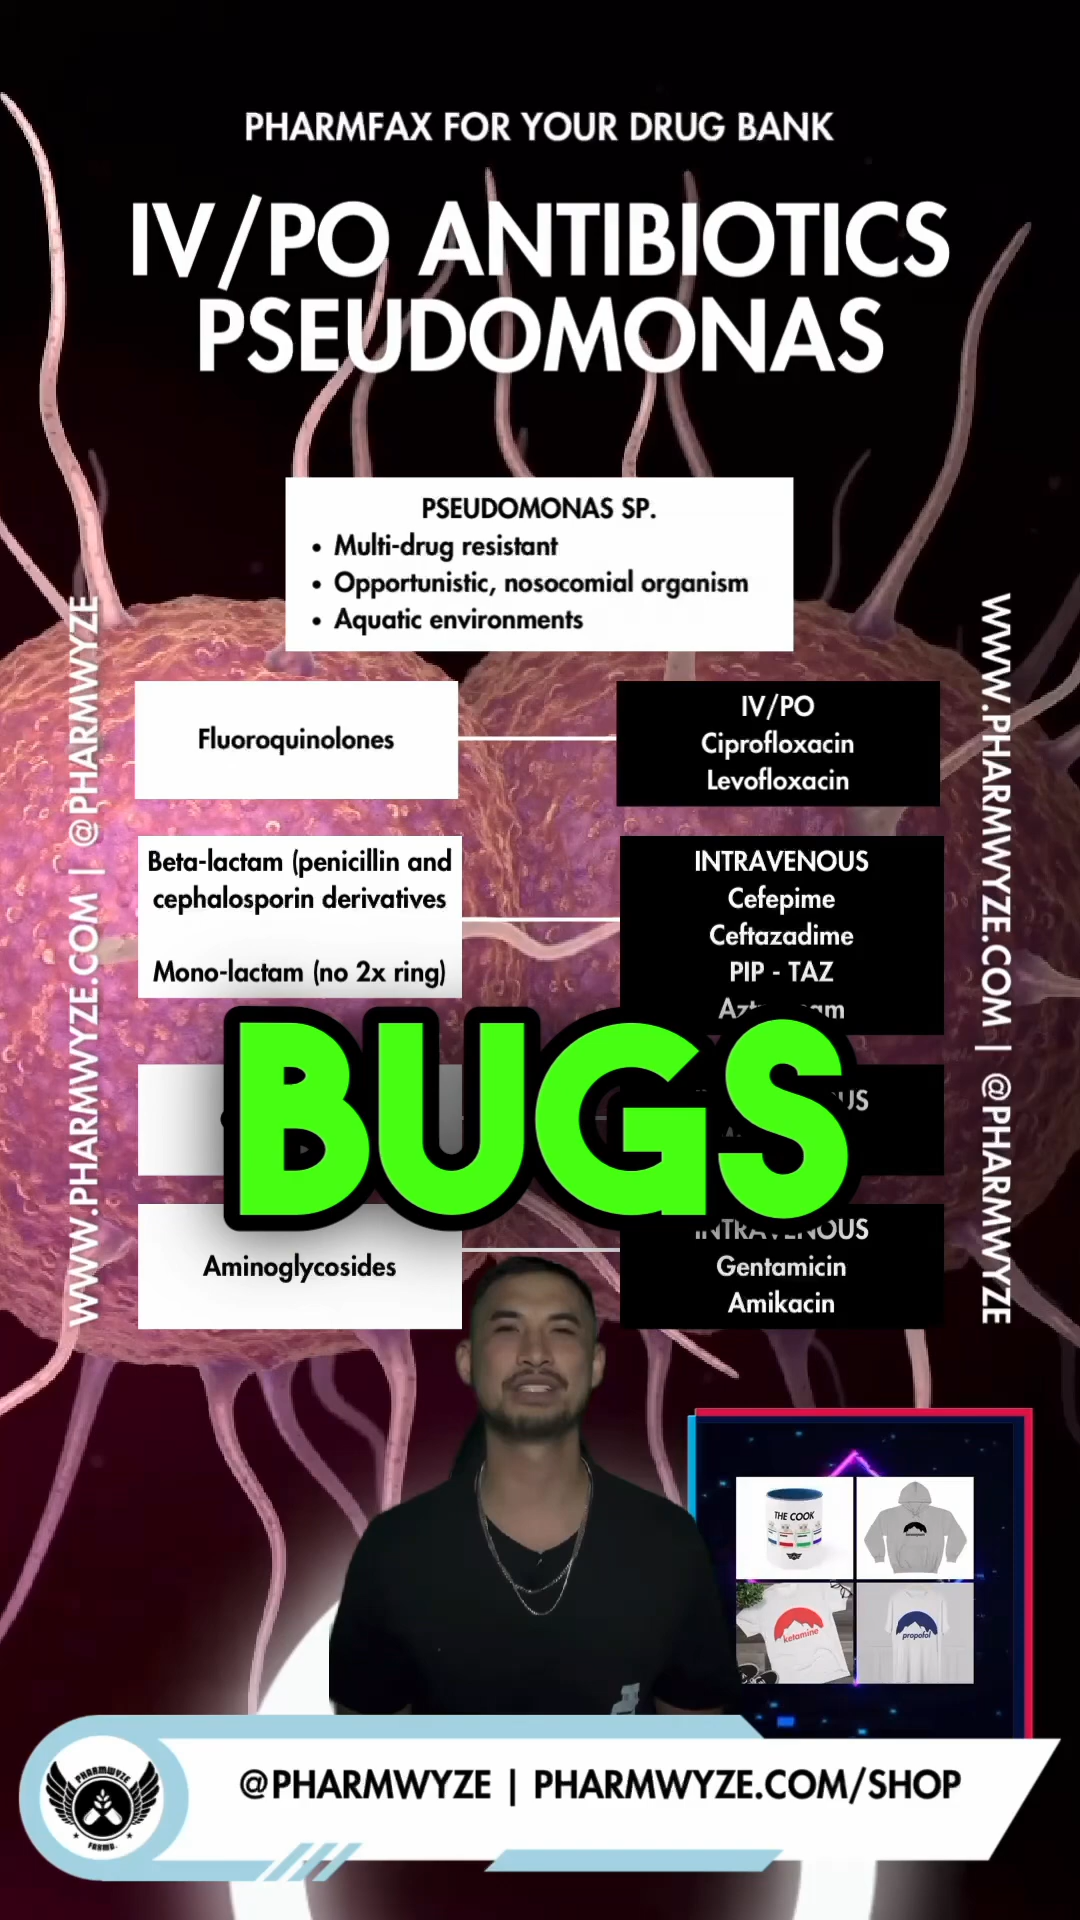 PHARMFAX FOR YOUR DRUG BANK
IV/PO ANTIBIOTICS
PSEUDOMONAS
PSEUDOMONAS SP.
• Multi-drug resistant
• Opportunistic, nosocomial organism
• Aquatic environments
WWW.PHARMWYZE.COM | @PHARMWYZE
WWW.PHARMWYZE.COM | @PHARMWYZE
Fluoroquinolones
IV/PO
Ciprofloxacin
Levofloxacin
Beta-lactam (penicillin and
cephalosporin derivatives
Mono-lactam (no 2x ring)
INTRAVENOUS
Cefepime
Ceftazadime
PIP - TAZ
BUGS
Aminoglycosides
INTRAVENOUS
Gentamicin
Amikacin
THE COOK
ketamine
propofol
PHARMWYZE
@PHARMWYZE | PHARMWYZE.COM/SHOP